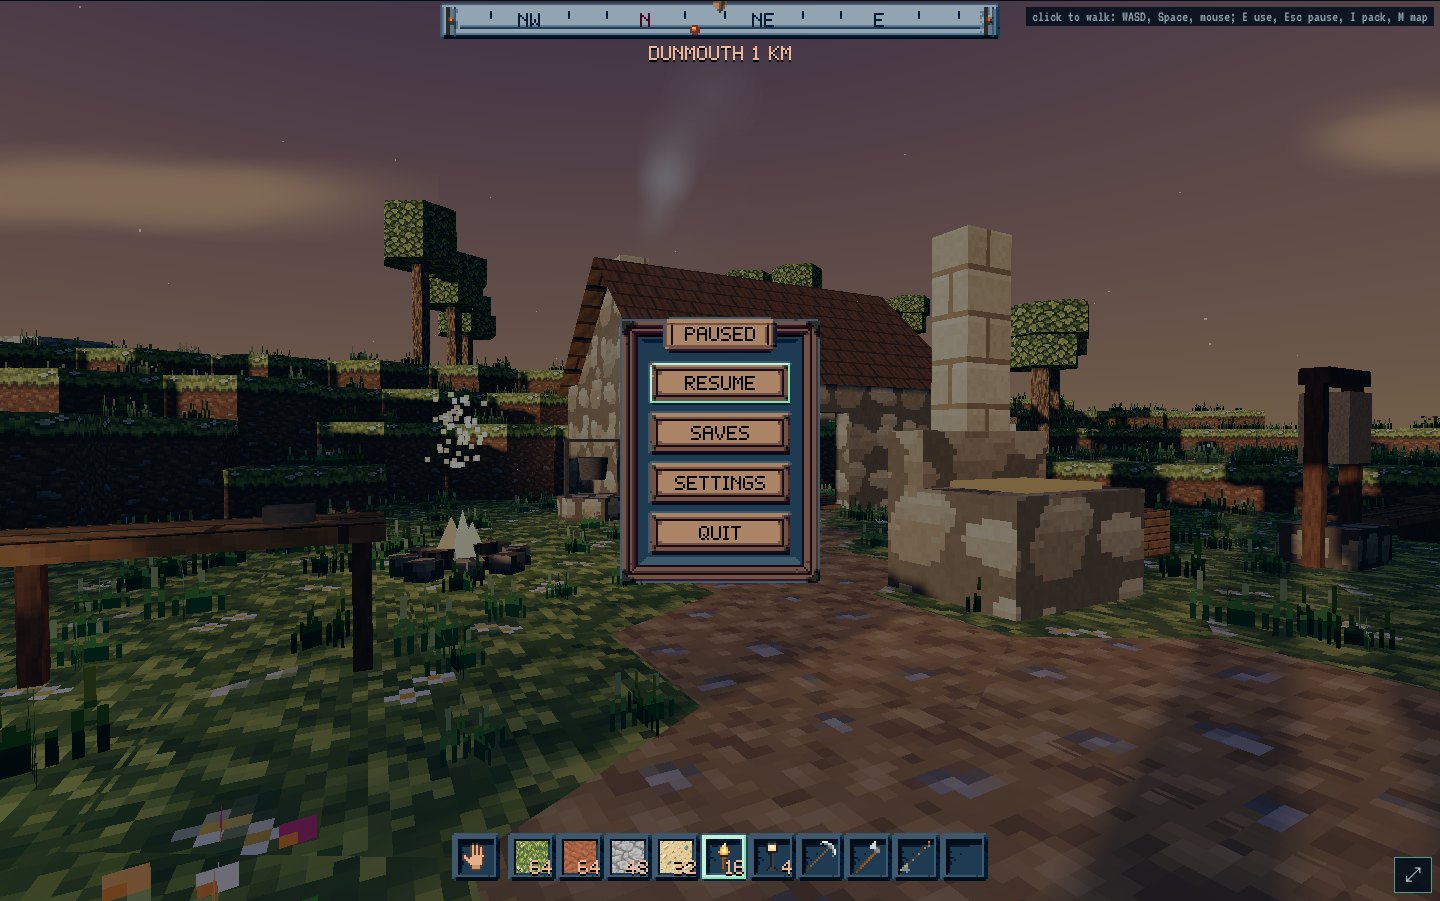 NW N NE E
click to walk: WASD, Space, mouse; E use, Esc pause, I pack, M map
DUNMOUTH 1 KM
PAUSED
RESUME
SAVES
SETTINGS
QUIT
64 64 48 32 16 4